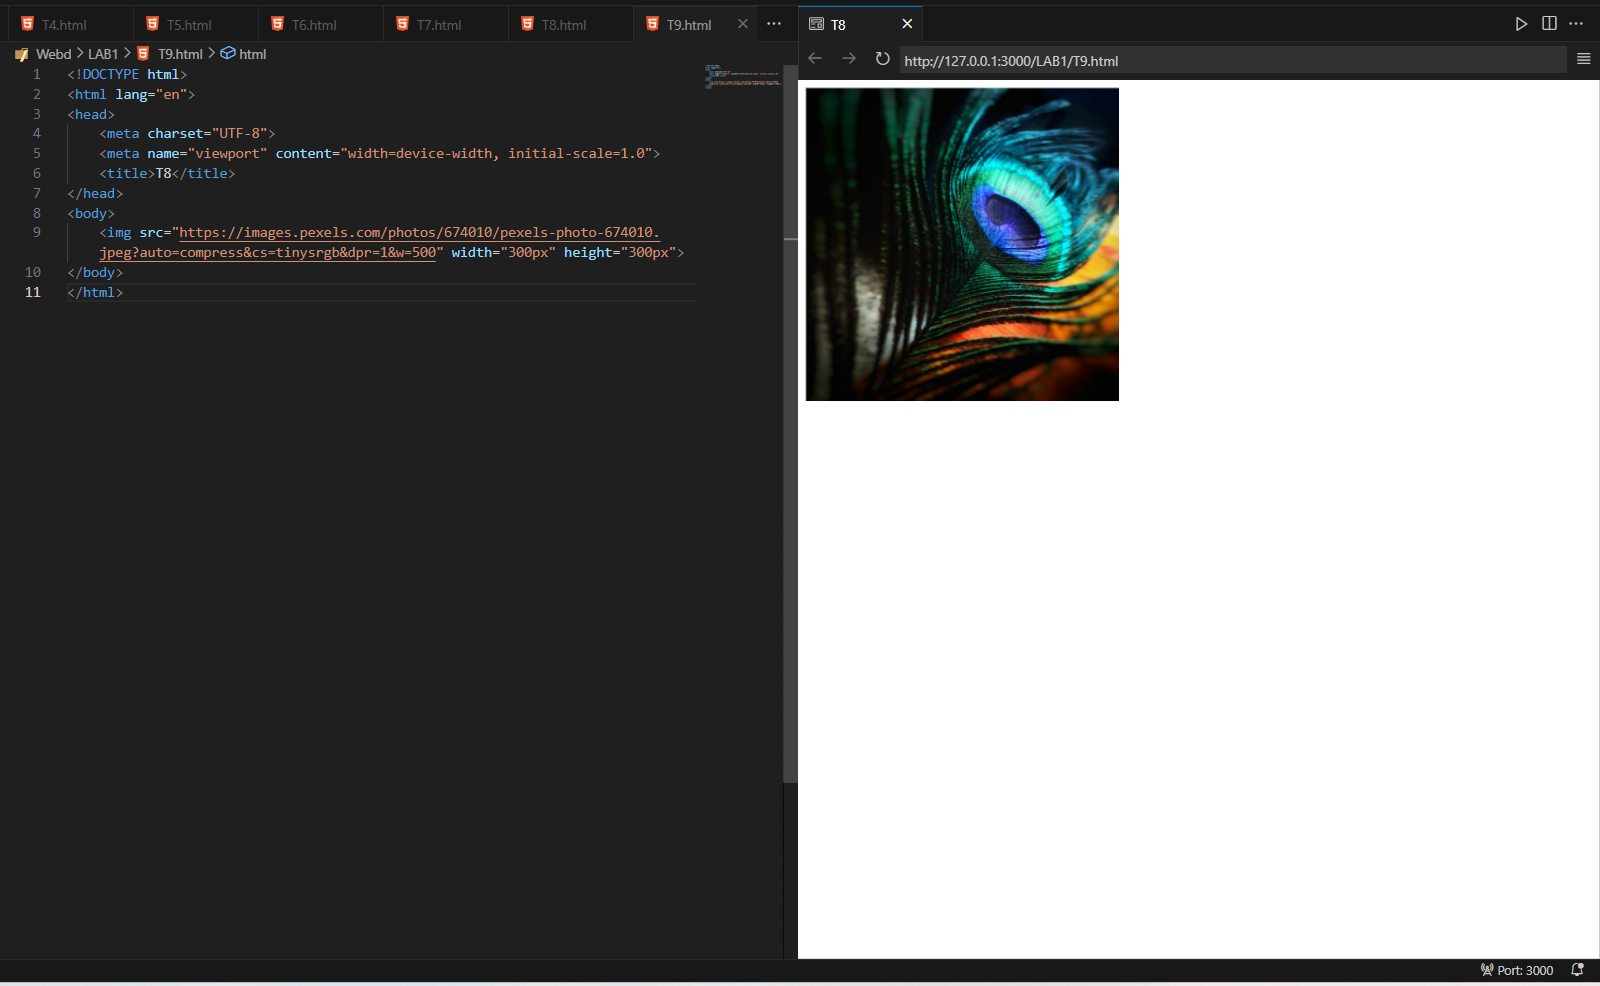 T4.html T5.html T6.html T7.html T8.html T9.html
T8
Webd > LAB1 > T9.html > html
http://127.0.0.1:3000/LAB1/T9.html
1 <!DOCTYPE html>
2 <html lang="en">
3 <head>
4 <meta charset="UTF-8">
5 <meta name="viewport" content="width=device-width, initial-scale=1.0">
6 <title>T8</title>
7 </head>
8 <body>
9 <img src="https://images.pexels.com/photos/674010/pexels-photo-674010.
jpeg?auto=compress&cs=tinysrgb&dpr=1&w=500" width="300px" height="300px">
10 </body>
11 </html>
Port: 3000